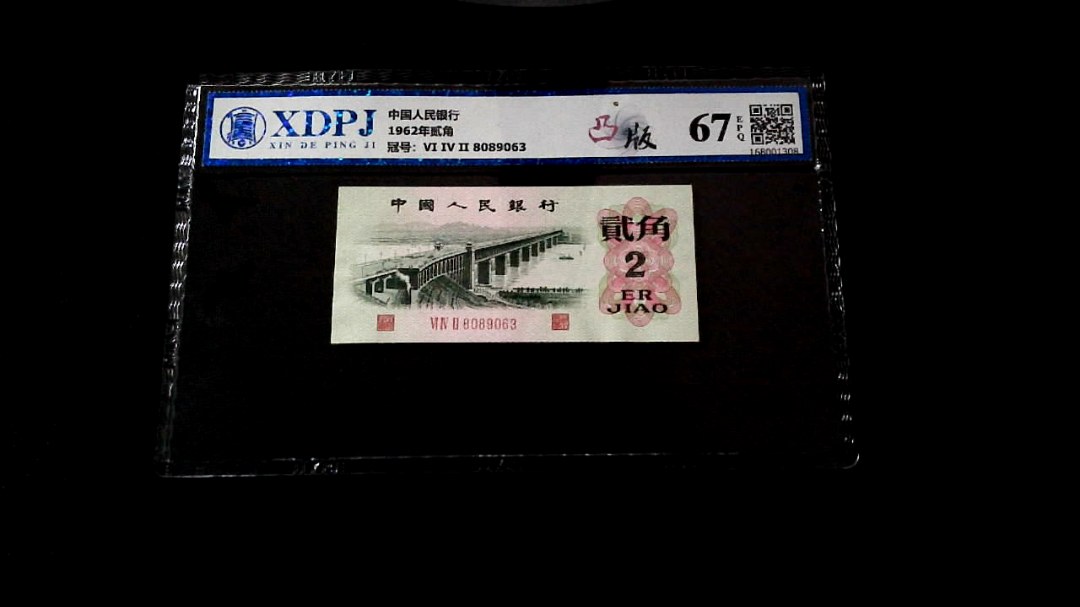 XDPJ
XIN DE PING JI
中国人民银行
1962年贰角
冠号: VI IV II 8089063
凸版
67
EPQ
168001308
中國人民銀行
貳角
2
ER
JIAO
VI IV II 8089063